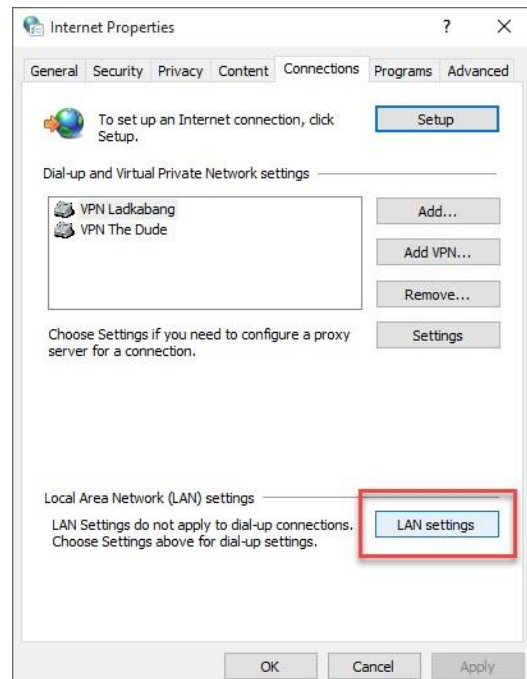 Internet Properties
?
General Security Privacy Content Connections Programs Advanced
To set up an Internet connection, click
Setup.
Setup
Dial-up and Virtual Private Network settings
VPN Ladkabang
VPN The Dude
Add...
Add VPN...
Remove...
Choose Settings if you need to configure a proxy
server for a connection.
Settings
Local Area Network (LAN) settings
LAN Settings do not apply to dial-up connections.
Choose Settings above for dial-up settings.
LAN settings
OK Cancel Apply